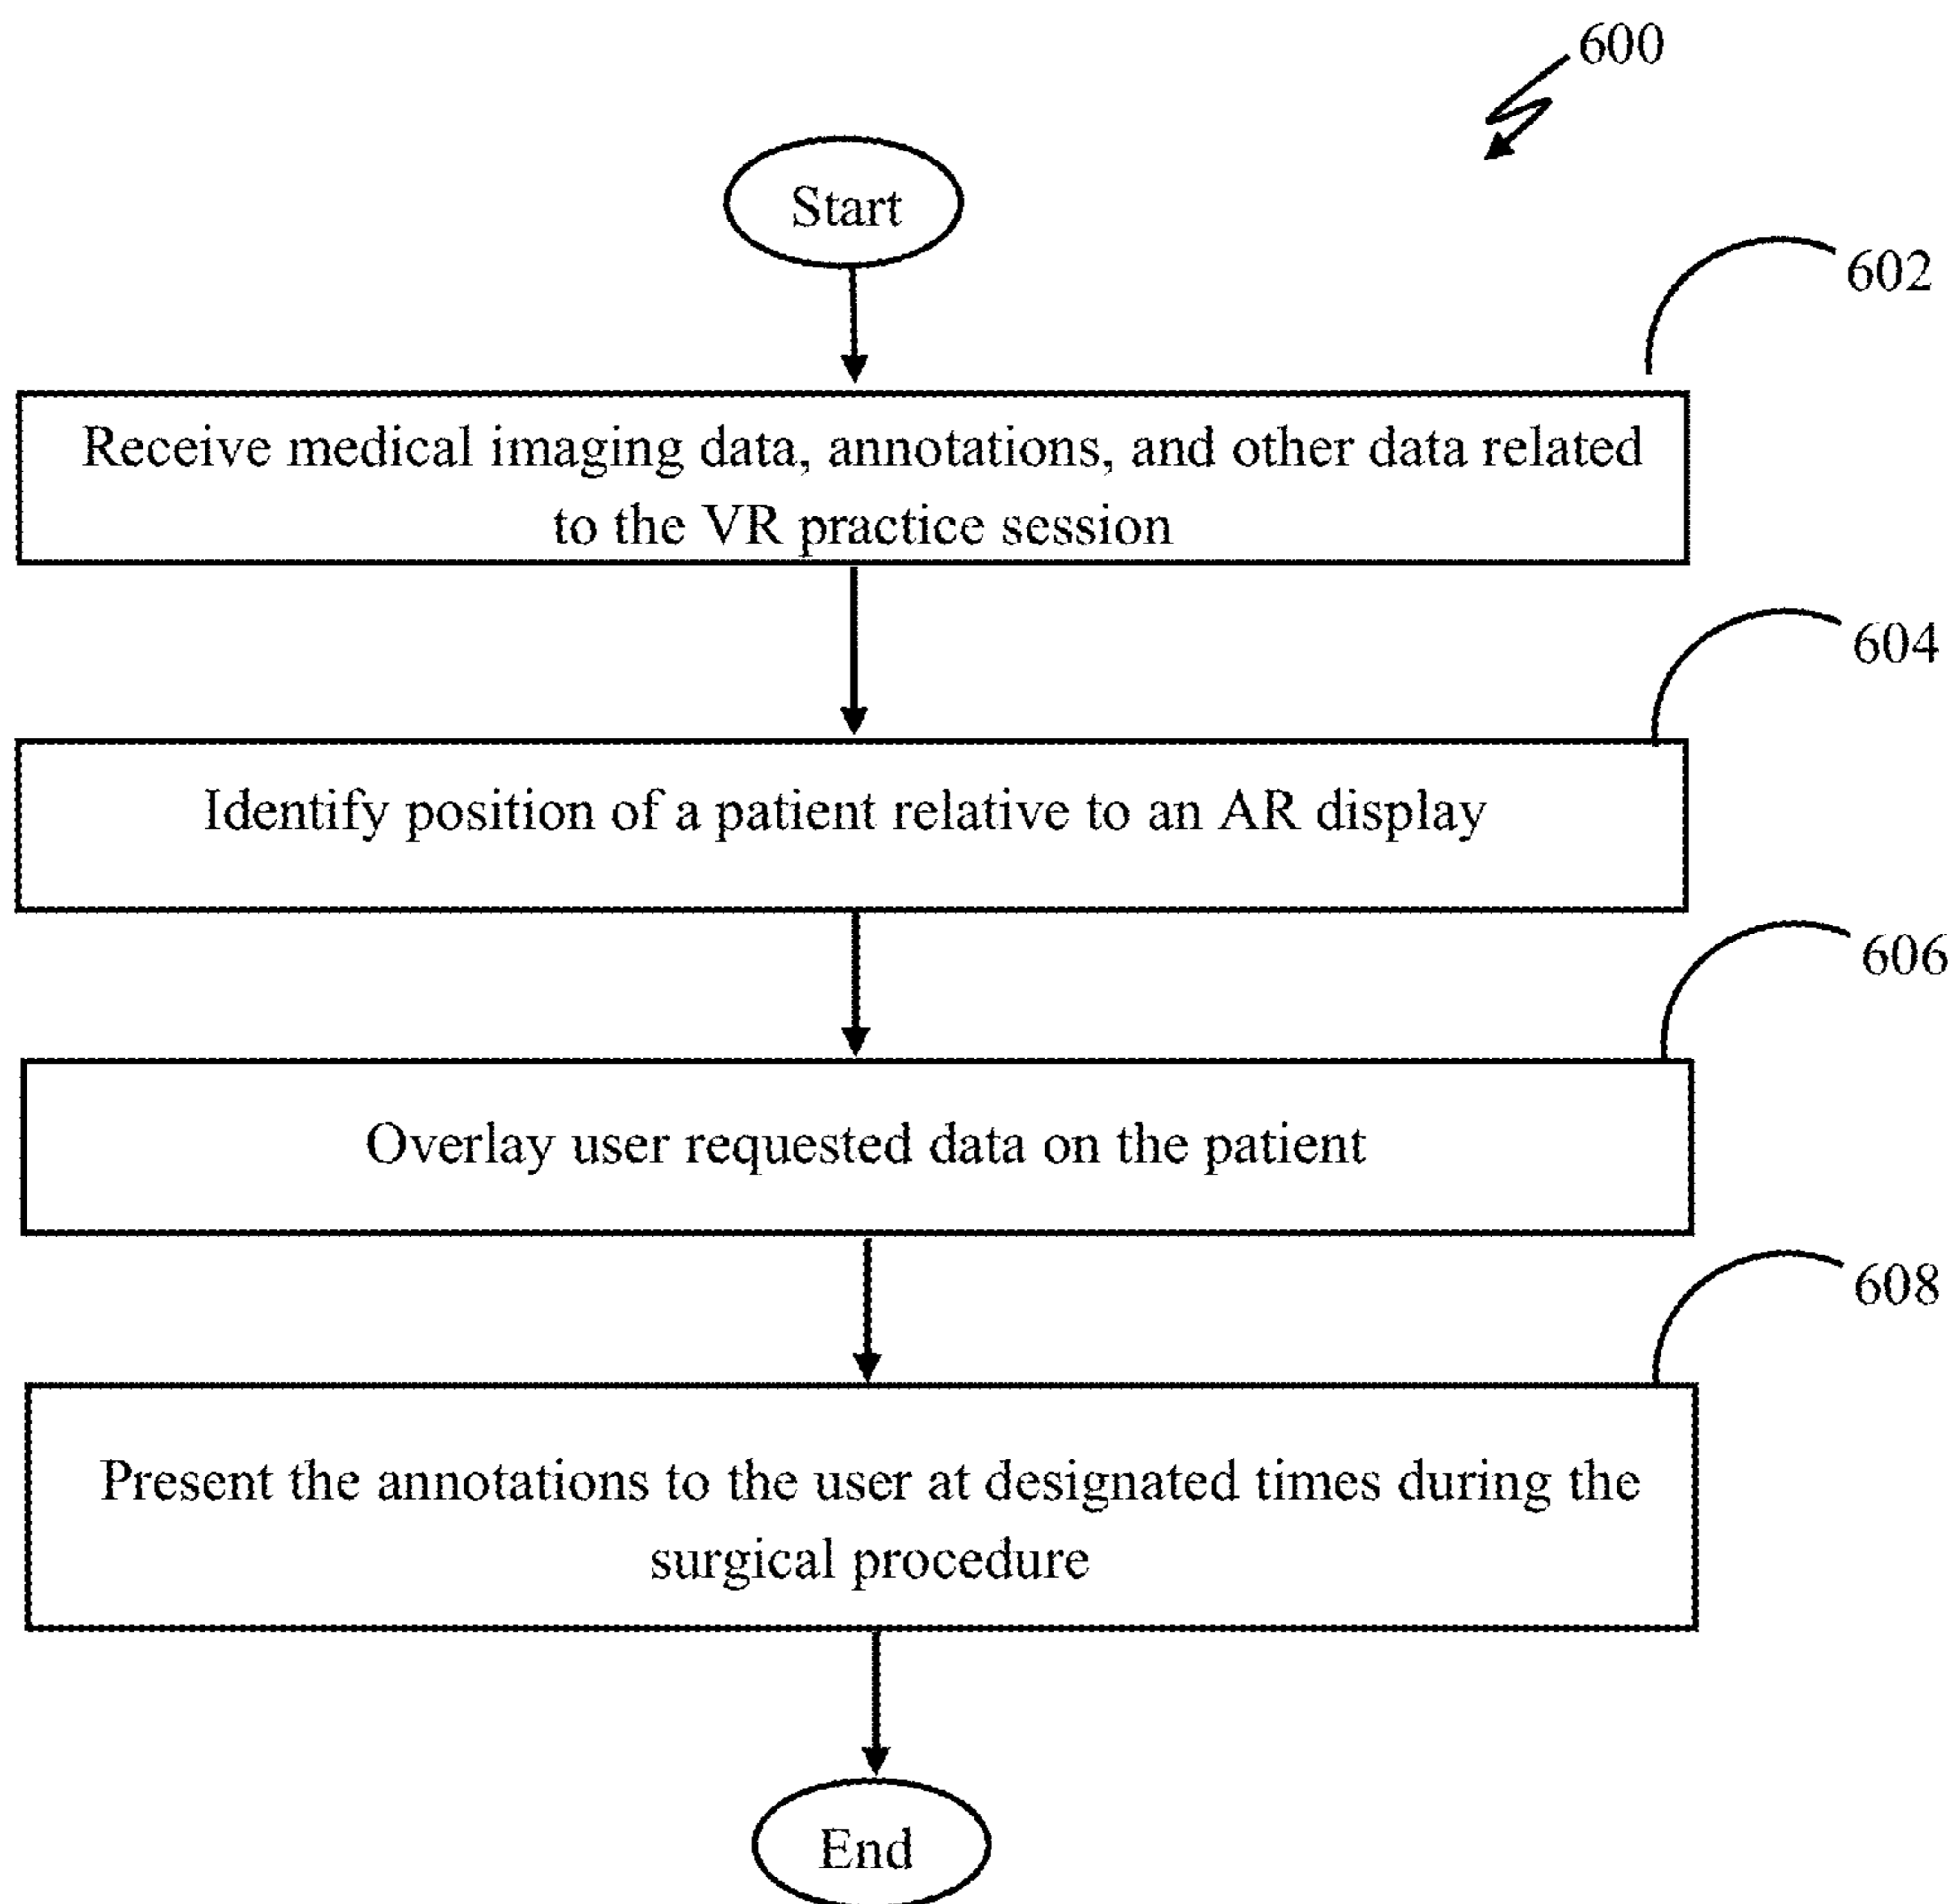 600
Start
602
Receive medical imaging data, annotations, and other data related
to the VR practice session
604
Identify position of a patient relative to an AR display
606
Overlay user requested data on the patient
608
Present the annotations to the user at designated times during the
surgical procedure
End